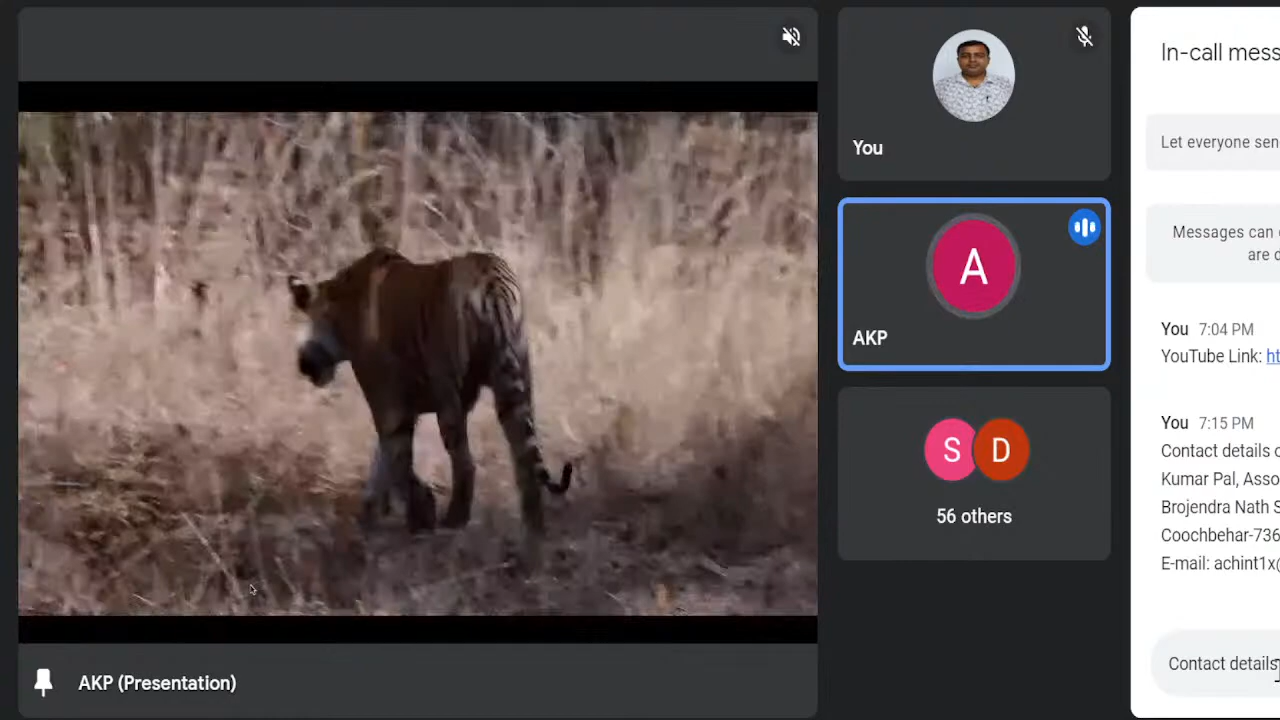 You
A
AKP
S D
56 others
AKP (Presentation)
In-call mess
Let everyone sen
Messages can
are
You 7:04 PM
YouTube Link: ht
You 7:15 PM
Contact details
Kumar Pal, Asso
Brojendra Nath S
Coochbehar-736
E-mail: achint1x@
Contact details